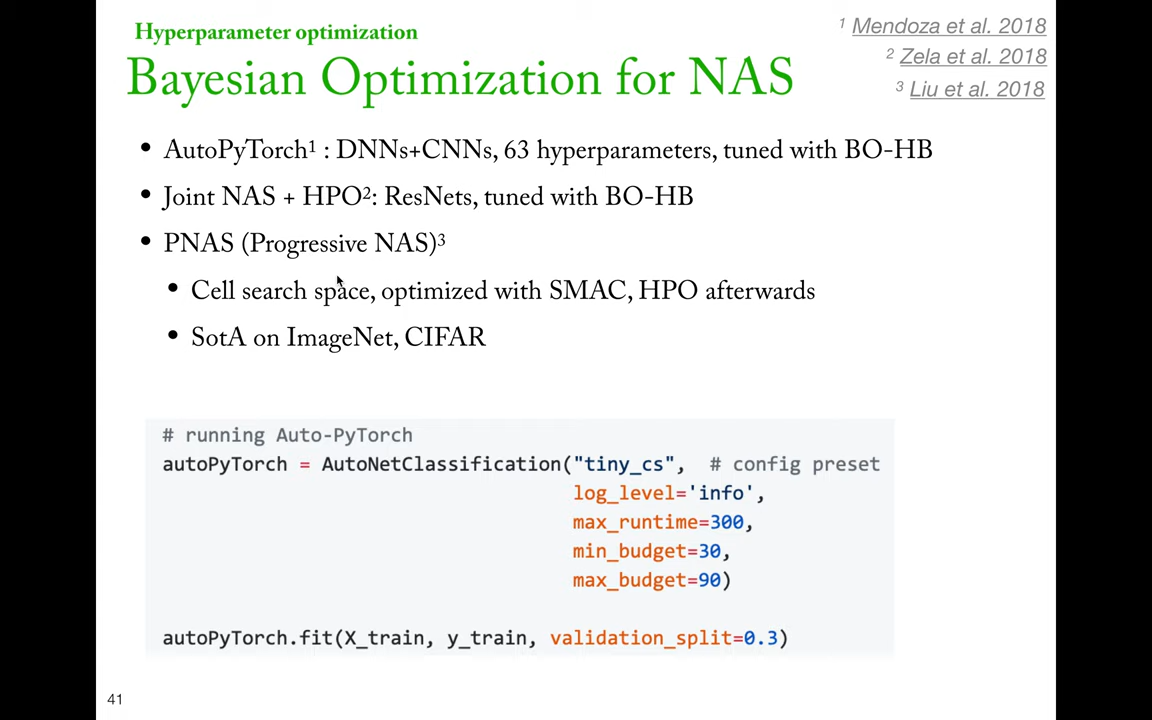 Hyperparameter optimization
Bayesian Optimization for NAS
¹ Mendoza et al. 2018
² Zela et al. 2018
³ Liu et al. 2018
• AutoPyTorch¹ : DNNs+CNNs, 63 hyperparameters, tuned with BO-HB
• Joint NAS + HPO²: ResNets, tuned with BO-HB
• PNAS (Progressive NAS)³
• Cell search space, optimized with SMAC, HPO afterwards
• SotA on ImageNet, CIFAR
# running Auto-PyTorch
autoPyTorch = AutoNetClassification("tiny_cs",  # config preset
log_level='info',
max_runtime=300,
min_budget=30,
max_budget=90)
autoPyTorch.fit(X_train, y_train, validation_split=0.3)
41